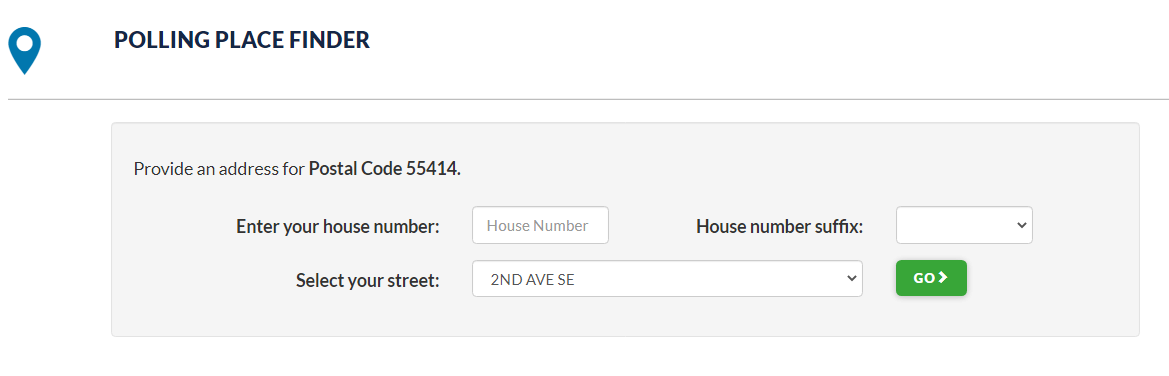 POLLING PLACE FINDER
Provide an address for Postal Code 55414.
Enter your house number: House Number House number suffix:
Select your street: 2ND AVE SE GO